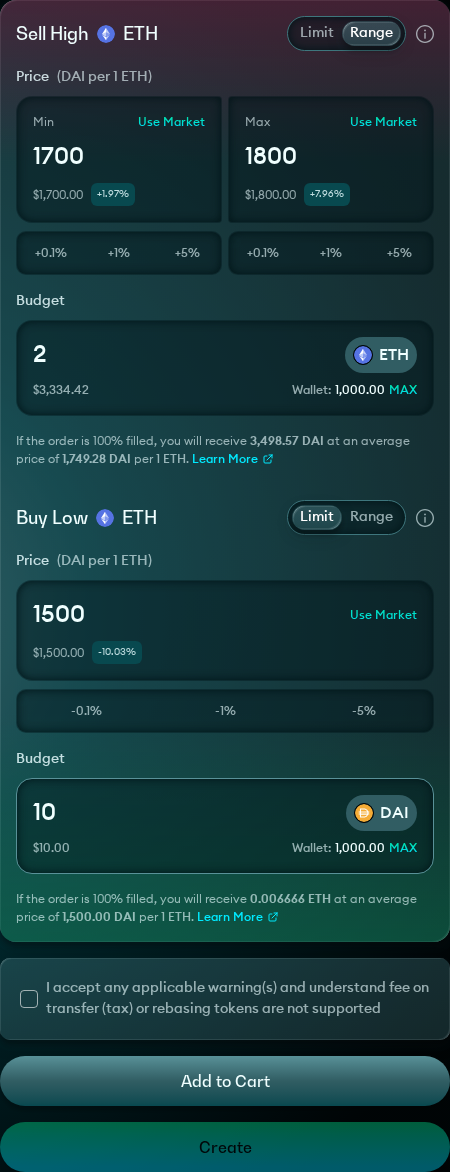 Sell High ETH Limit Range
Price (DAI per 1 ETH)
Min Use Market Max Use Market
1700 1800
$1,700.00 +1.97% $1,800.00 +7.96%
+0.1% +1% +5% +0.1% +1% +5%
Budget
2 ETH
$3,334.42 Wallet: 1,000.00 MAX
If the order is 100% filled, you will receive 3,498.57 DAI at an average
price of 1,749.28 DAI per 1 ETH. Learn More
Buy Low ETH Limit Range
Price (DAI per 1 ETH)
1500 Use Market
$1,500.00 -10.03%
-0.1% -1% -5%
Budget
10 DAI
$10.00 Wallet: 1,000.00 MAX
If the order is 100% filled, you will receive 0.006666 ETH at an average
price of 1,500.00 DAI per 1 ETH. Learn More
I accept any applicable warning(s) and understand fee on
transfer (tax) or rebasing tokens are not supported
Add to Cart
Create